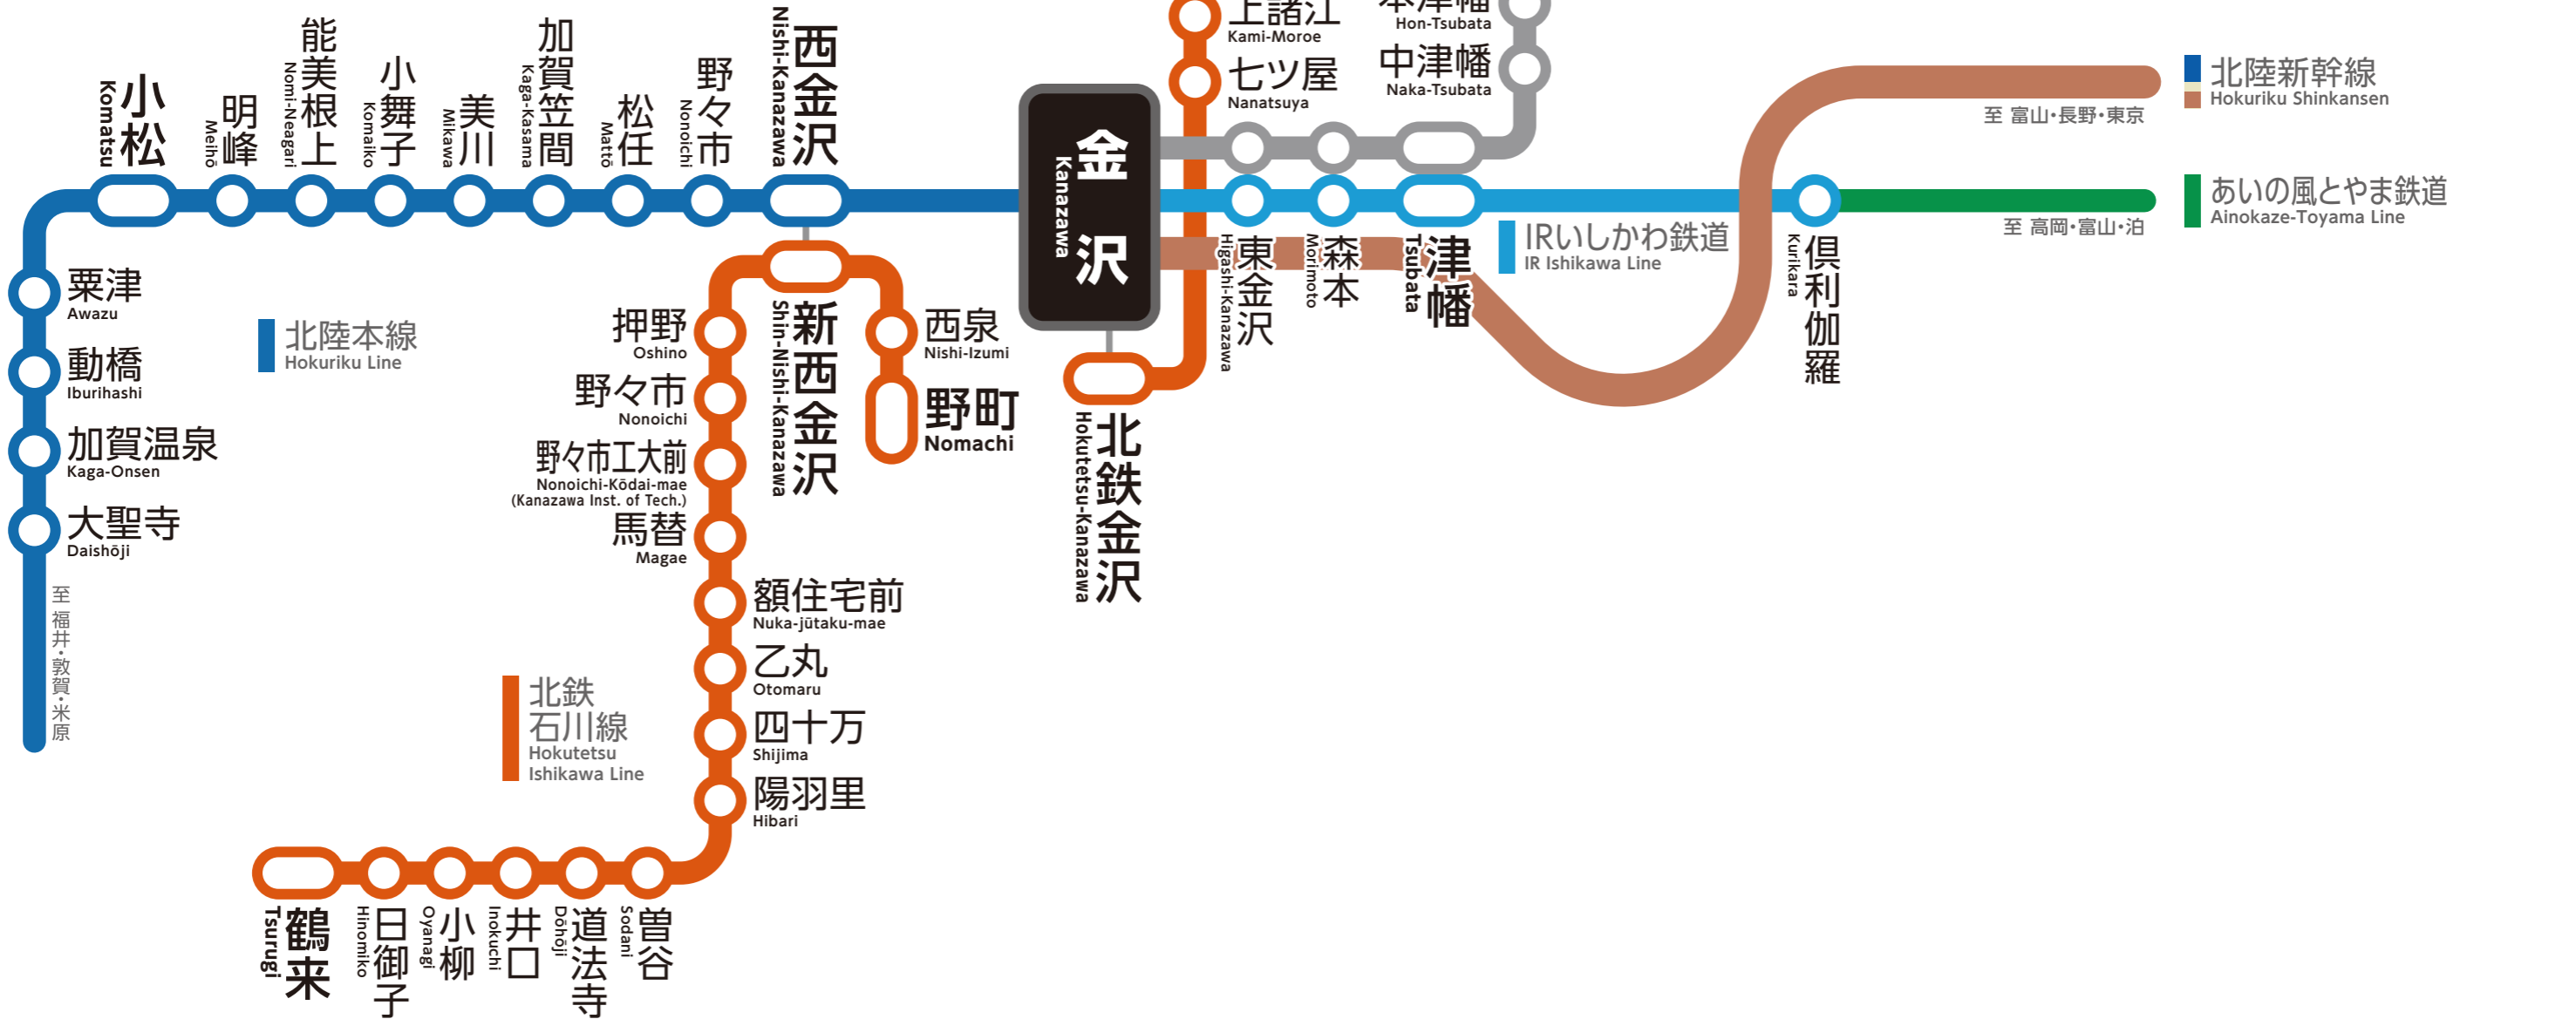 上諸江
Kami-Moroe
七ツ屋
Nanatsuya
本津幡
Hon-Tsubata
中津幡
Naka-Tsubata
北陸新幹線
Hokuriku Shinkansen
至 富山・長野・東京
あいの風とやま鉄道
Ainokaze-Toyama Line
至 高岡・富山・泊
小松
Komatsu
明峰
Meihō
能美根上
Nomi-Neagari
小舞子
Komaiko
美川
Mikawa
加賀笠間
Kaga-Kasama
松任
Mattō
野々市
Nonoichi
西金沢
Nishi-Kanazawa
金沢
Kanazawa
東金沢
Higashi-Kanazawa
森本
Morimoto
津幡
Tsubata
IRいしかわ鉄道
IR Ishikawa Line
倶利伽羅
Kurikara
粟津
Awazu
動橋
Iburihashi
加賀温泉
Kaga-Onsen
大聖寺
Daishōji
至 福井・敦賀・米原
北陸本線
Hokuriku Line
新西金沢
Shin-Nishi-Kanazawa
西泉
Nishi-Izumi
野町
Nomachi
北鉄金沢
Hokutetsu-Kanazawa
押野
Oshino
野々市
Nonoichi
野々市工大前
Nonoichi-Kōdai-mae
(Kanazawa Inst. of Tech.)
馬替
Magae
額住宅前
Nuka-jūtaku-mae
乙丸
Otomaru
四十万
Shijima
陽羽里
Hibari
北鉄
石川線
Hokutetsu
Ishikawa Line
鶴来
Tsurugi
日御子
Hinomiko
小柳
Oyanagi
井口
Inokuchi
道法寺
Dōhōji
曽谷
Sodani